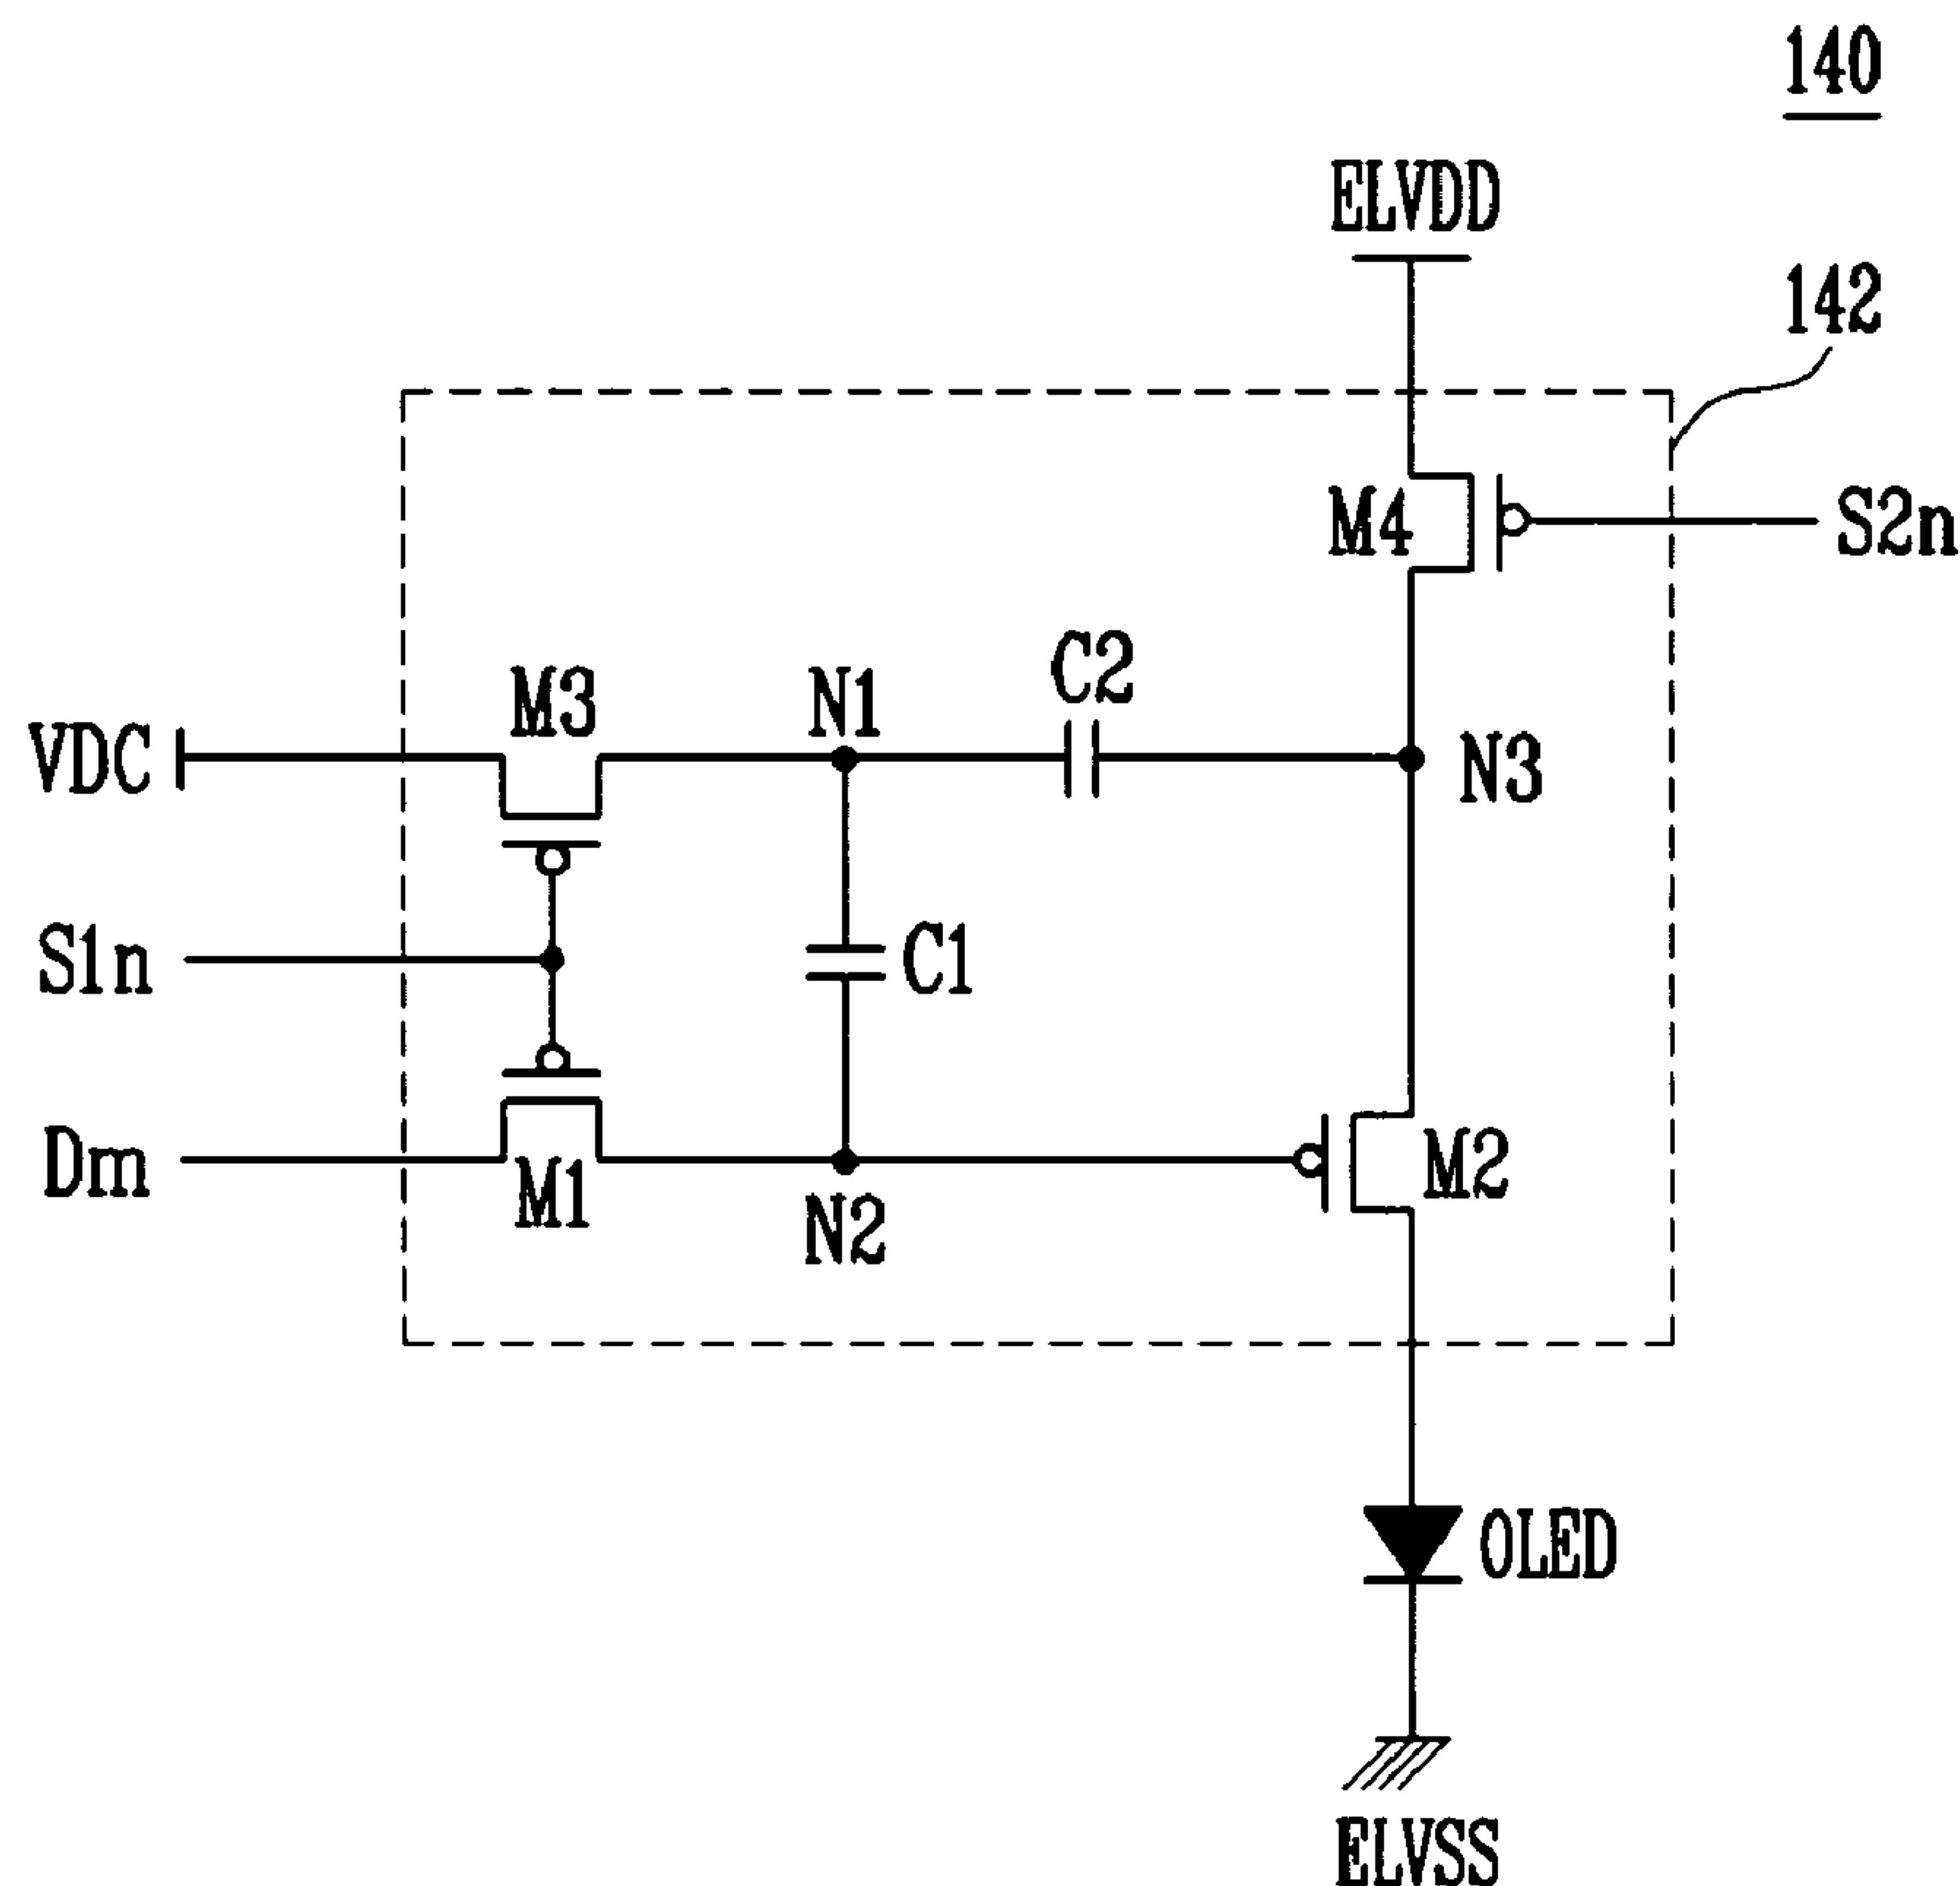 140
ELVDD
142
M4
S2n
C2
M3
N1
VDC
N3
S1n
C1
Dm
M1
M2
N2
OLED
ELVSS